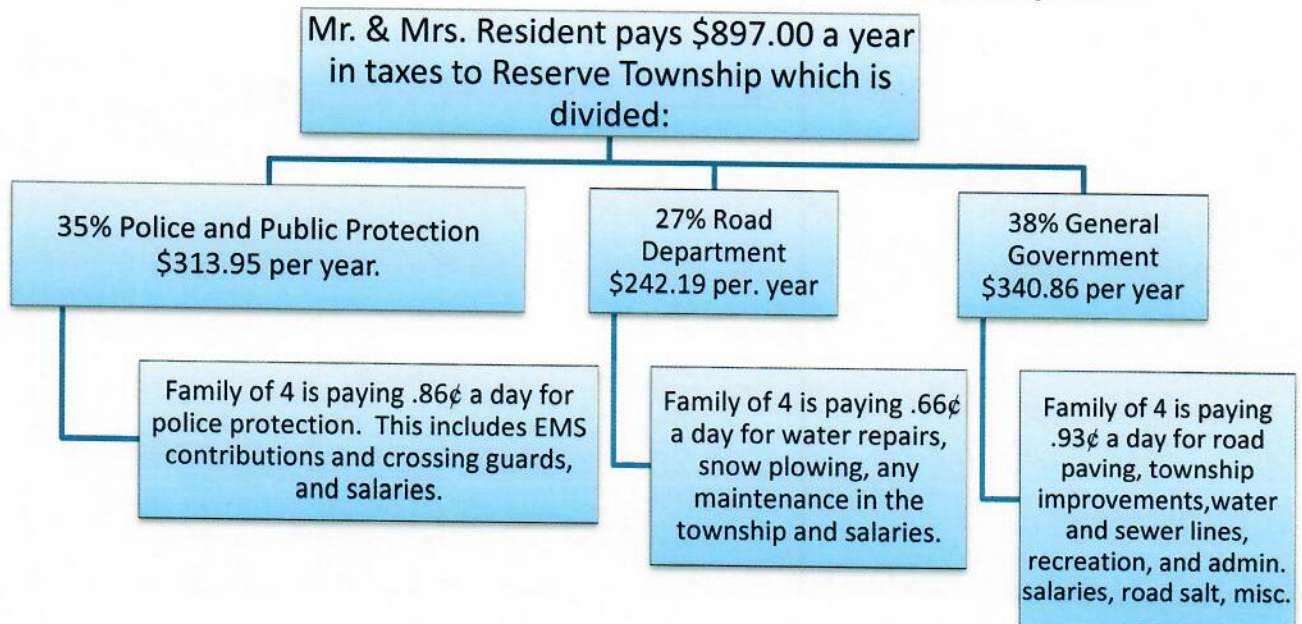 Mr. & Mrs. Resident pays $897.00 a year
in taxes to Reserve Township which is
divided:
35% Police and Public Protection
$313.95 per year.
27% Road
Department
$242.19 per. year
38% General
Government
$340.86 per year
Family of 4 is paying .86¢ a day for
police protection. This includes EMS
contributions and crossing guards,
and salaries.
Family of 4 is paying .66¢
a day for water repairs,
snow plowing, any
maintenance in the
township and salaries.
Family of 4 is paying
.93¢ a day for road
paving, township
improvements,water
and sewer lines,
recreation, and admin.
salaries, road salt, misc.